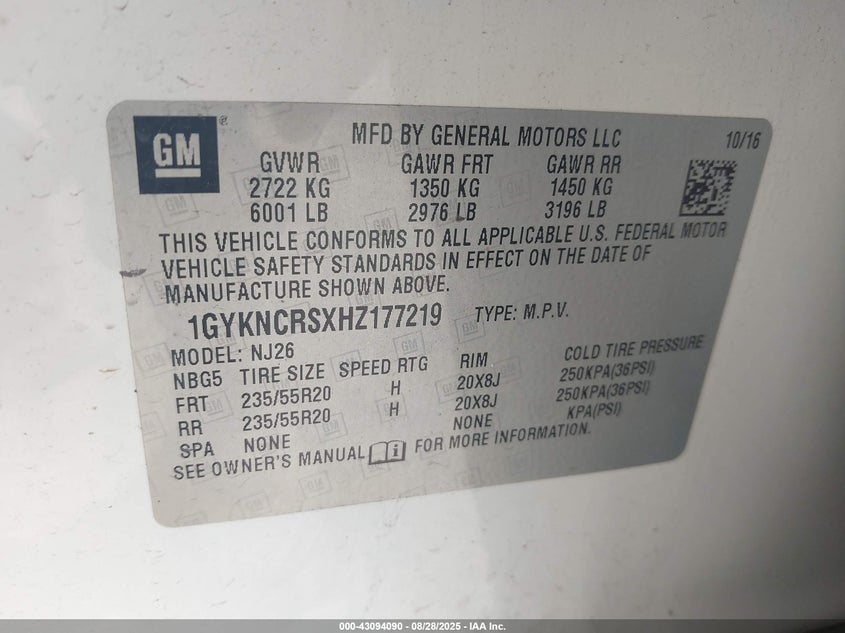 GM
MFD BY GENERAL MOTORS LLC 10/16
GVWR GAWR FRT GAWR RR
2722 KG 1350 KG 1450 KG
6001 LB 2976 LB 3196 LB
THIS VEHICLE CONFORMS TO ALL APPLICABLE U.S. FEDERAL MOTOR
VEHICLE SAFETY STANDARDS IN EFFECT ON THE DATE OF
MANUFACTURE SHOWN ABOVE.
1GYKNCRSXHZ177219 TYPE: M.P.V.
MODEL: NJ26
NBG5 TIRE SIZE SPEED RTG RIM COLD TIRE PRESSURE
FRT 235/55R20 H 20X8J 250KPA(36PSI)
RR 235/55R20 H 20X8J 250KPA(36PSI)
SPA NONE NONE KPA(PSI)
SEE OWNER'S MANUAL FOR MORE INFORMATION.
000-43094090 - 08/28/2025 - IAA Inc.